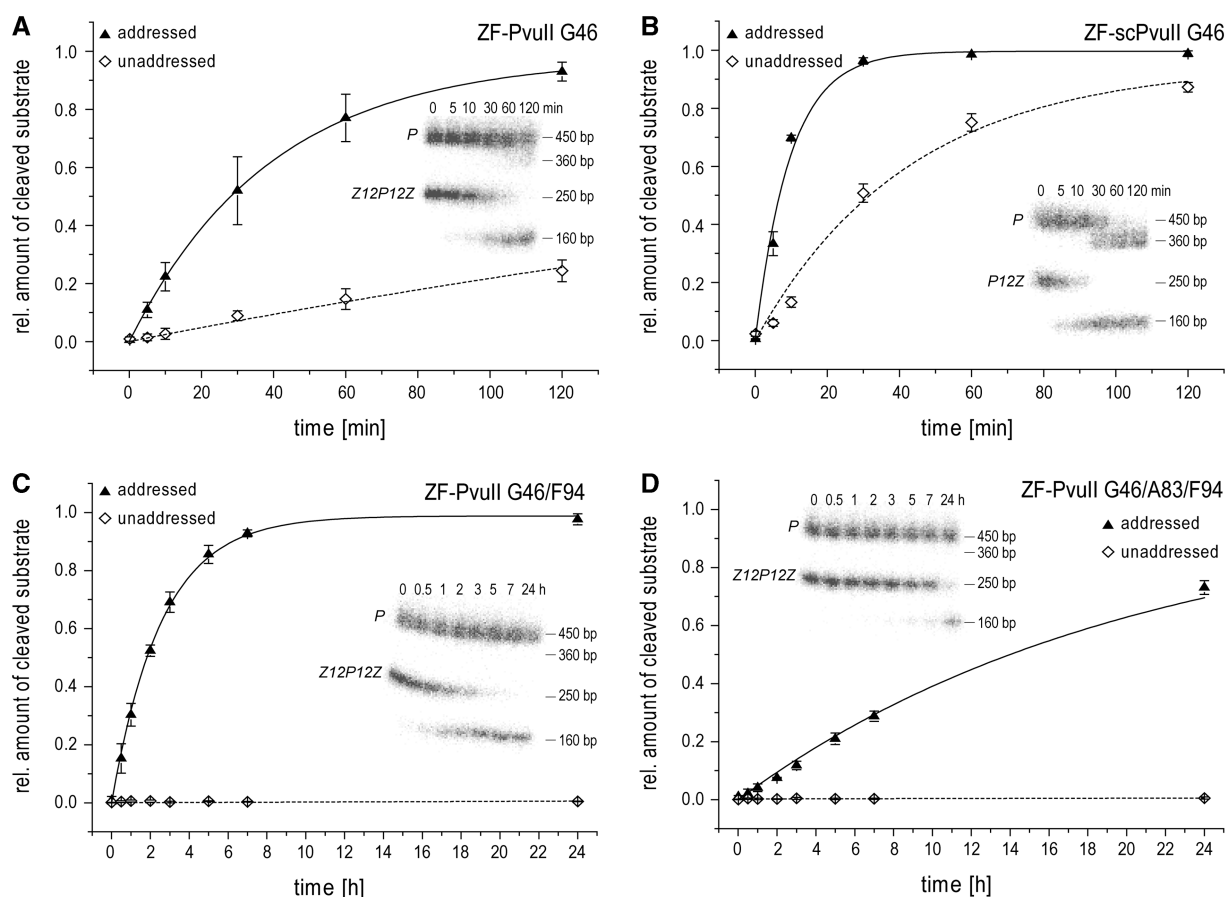 A
ZF-PvuII G46
▲ addressed
◇ unaddressed
rel. amount of cleaved substrate
1.0
0.8
0.6
0.4
0.2
0.0
0 20 40 60 80 100 120
time [min]
0 5 10 30 60 120 min
P
450 bp
360 bp
Z12P12Z
250 bp
160 bp
B
ZF-scPvuII G46
▲ addressed
◇ unaddressed
rel. amount of cleaved substrate
1.0
0.8
0.6
0.4
0.2
0.0
0 20 40 60 80 100 120
time [min]
0 5 10 30 60 120 min
P
450 bp
360 bp
P12Z
250 bp
160 bp
C
ZF-PvuII G46/F94
▲ addressed
◇ unaddressed
rel. amount of cleaved substrate
1.0
0.8
0.6
0.4
0.2
0.0
0 2 4 6 8 10 12 14 16 18 20 22 24
time [h]
0 0.5 1 2 3 5 7 24 h
P
450 bp
360 bp
Z12P12Z
250 bp
160 bp
D
ZF-PvuII G46/A83/F94
▲ addressed
◇ unaddressed
rel. amount of cleaved substrate
1.0
0.8
0.6
0.4
0.2
0.0
0 2 4 6 8 10 12 14 16 18 20 22 24
time [h]
0 0.5 1 2 3 5 7 24 h
P
450 bp
360 bp
Z12P12Z
250 bp
160 bp